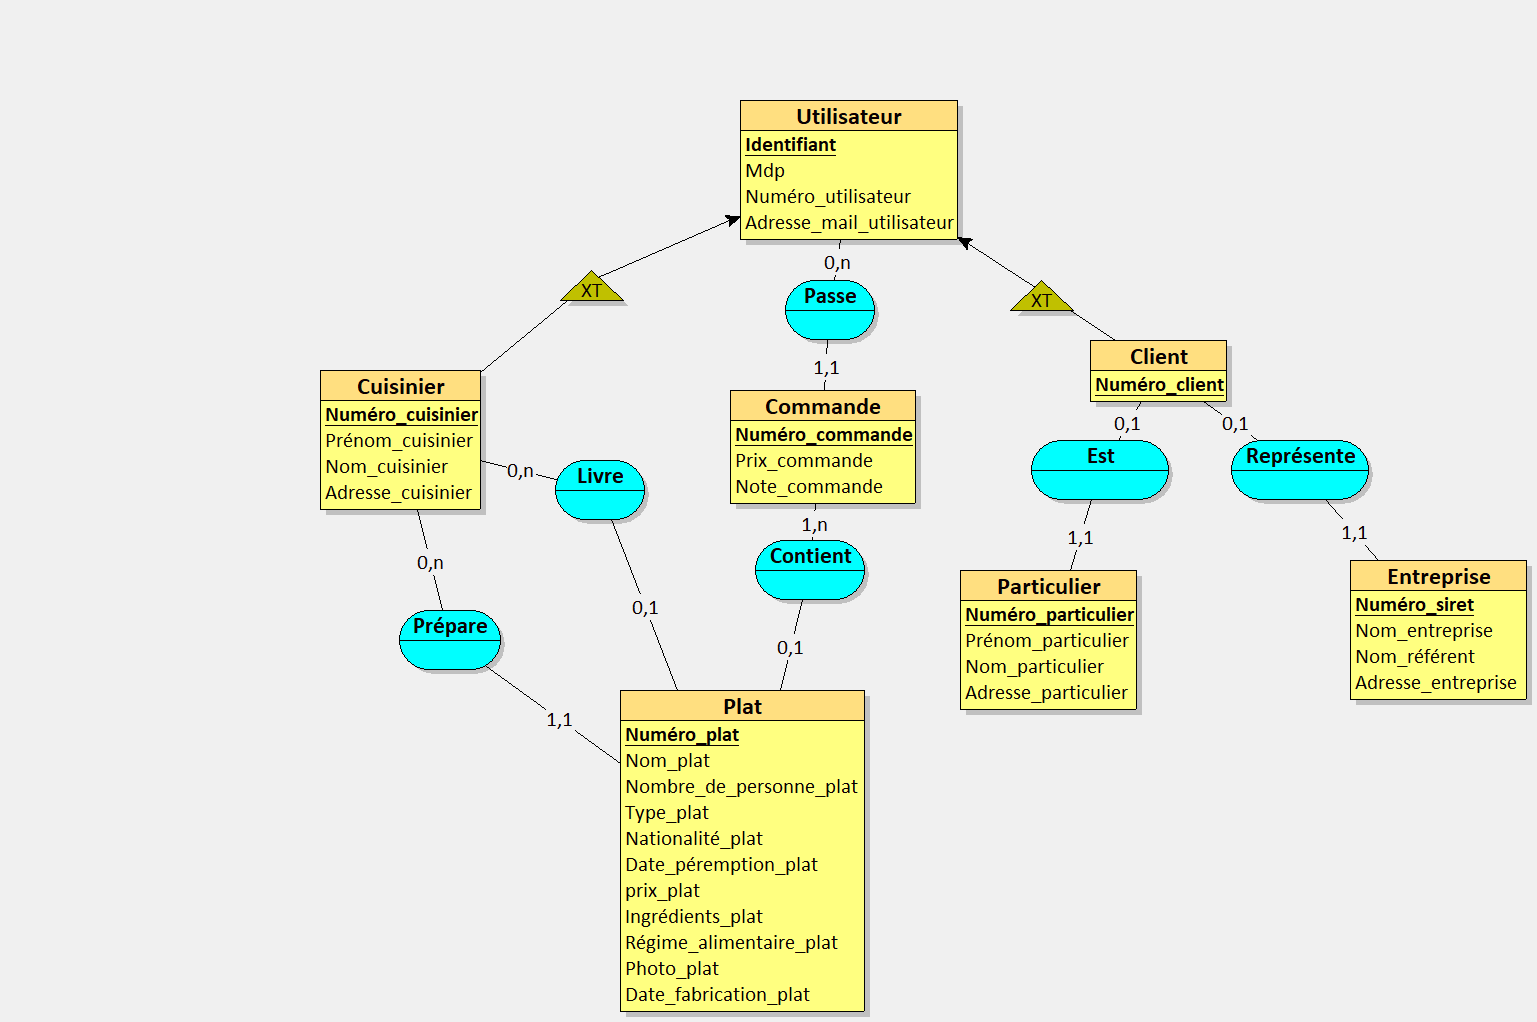 Utilisateur
Identifiant
Mdp
Numéro_utilisateur
Adresse_mail_utilisateur
XT
0,n
Passe
1,1
XT
Cuisinier
Numéro_cuisinier
Prénom_cuisinier
Nom_cuisinier
Adresse_cuisinier
0,n
Livre
0,1
0,n
Prépare
1,1
Commande
Numéro_commande
Prix_commande
Note_commande
1,n
Contient
0,1
Client
Numéro_client
0,1
Est
1,1
0,1
Représente
1,1
Particulier
Numéro_particulier
Prénom_particulier
Nom_particulier
Adresse_particulier
Entreprise
Numéro_siret
Nom_entreprise
Nom_référent
Adresse_entreprise
Plat
Numéro_plat
Nom_plat
Nombre_de_personne_plat
Type_plat
Nationalité_plat
Date_péremption_plat
prix_plat
Ingrédients_plat
Régime_alimentaire_plat
Photo_plat
Date_fabrication_plat